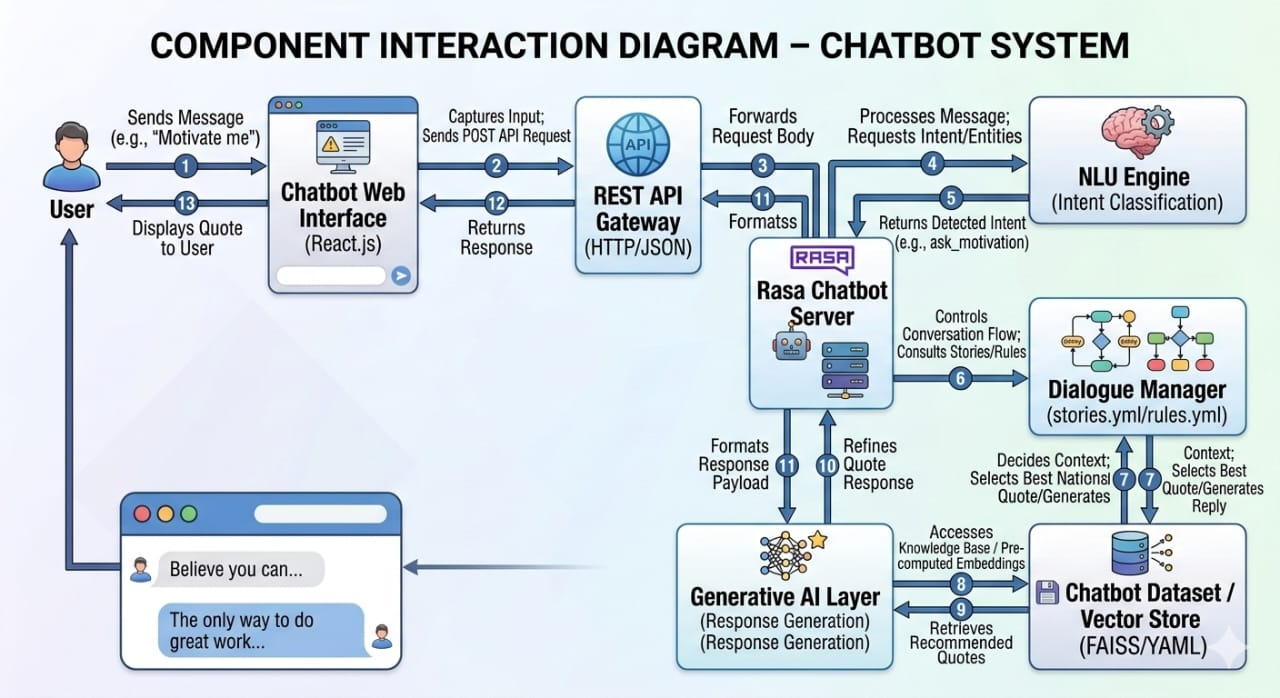 COMPONENT INTERACTION DIAGRAM – CHATBOT SYSTEM
User
Sends Message
(e.g., “Motivate me”)
1
13
Displays Quote
to User
Chatbot Web
Interface
(React.js)
Captures Input;
Sends POST API Request
2
12
Returns
Response
API
REST API
Gateway
(HTTP/JSON)
Forwards
Request Body
3
11
Formatss
Processes Message;
Requests Intent/Entities
4
5
Returns Detected Intent
(e.g., ask_motivation)
NLU Engine
(Intent Classification)
RASA
Rasa Chatbot
Server
Controls
Conversation Flow;
Consults Stories/Rules
6
Dialogue Manager
(stories.yml/rules.yml)
Formats
Response
Payload
11
10
Refines
Quote
Response
Decides Context;
Selects Best National
Quote/Generates
7
7
Context;
Selects Best
Quote/Generates
Reply
Generative AI Layer
(Response Generation)
(Response Generation)
Accesses
Knowledge Base / Pre-
computed Embeddings
8
9
Retrieves
Recommended
Quotes
Chatbot Dataset /
Vector Store
(FAISS/YAML)
Believe you can...
The only way to do
great work...